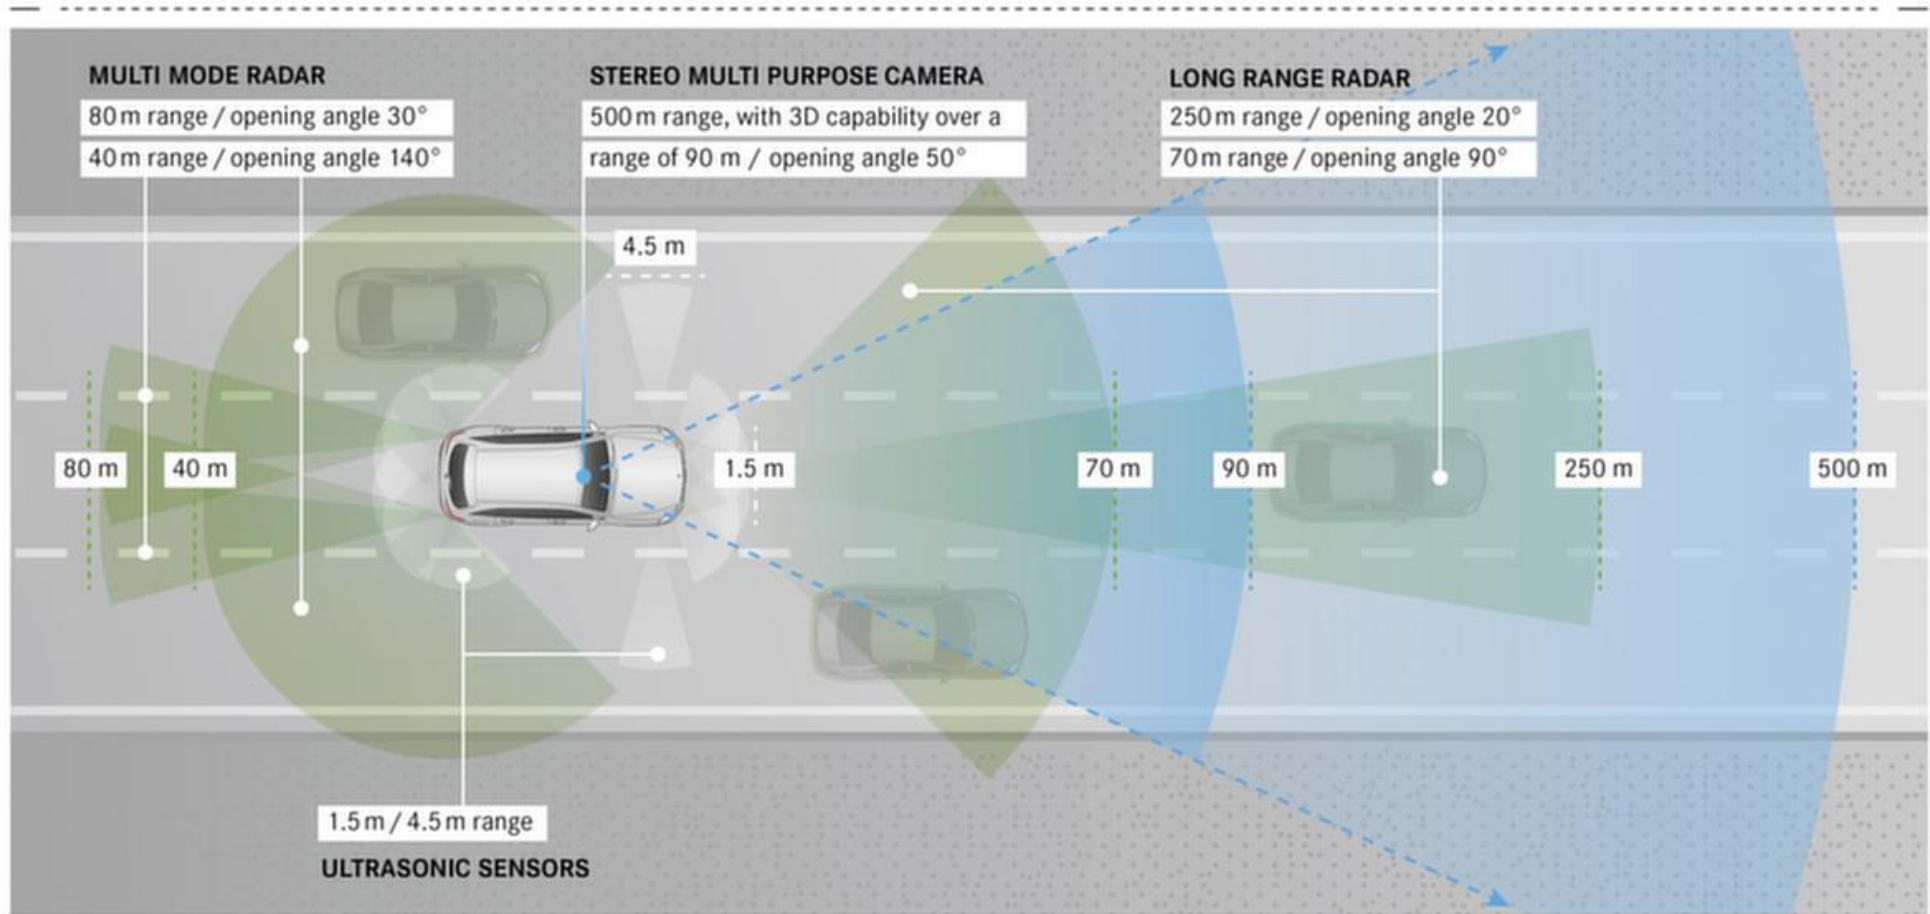 MULTI MODE RADAR
80 m range / opening angle 30°
40 m range / opening angle 140°
STEREO MULTI PURPOSE CAMERA
500 m range, with 3D capability over a
range of 90 m / opening angle 50°
LONG RANGE RADAR
250 m range / opening angle 20°
70 m range / opening angle 90°
4.5 m
80 m
40 m
1.5 m
70 m
90 m
250 m
500 m
1.5 m / 4.5 m range
ULTRASONIC SENSORS